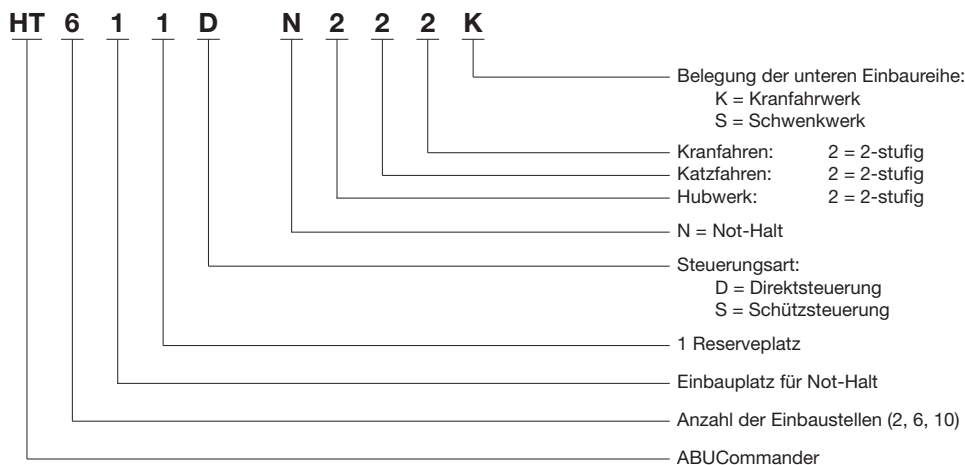 HT 6 1 1 D N 2 2 2 K
Belegung der unteren Einbaureihe:
K = Kranfahrwerk
S = Schwenkwerk
Kranfahren: 2 = 2-stufig
Katzfahren: 2 = 2-stufig
Hubwerk: 2 = 2-stufig
N = Not-Halt
Steuerungsart:
D = Direktsteuerung
S = Schützsteuerung
1 Reserveplatz
Einbauplatz für Not-Halt
Anzahl der Einbaustellen (2, 6, 10)
ABUCommander